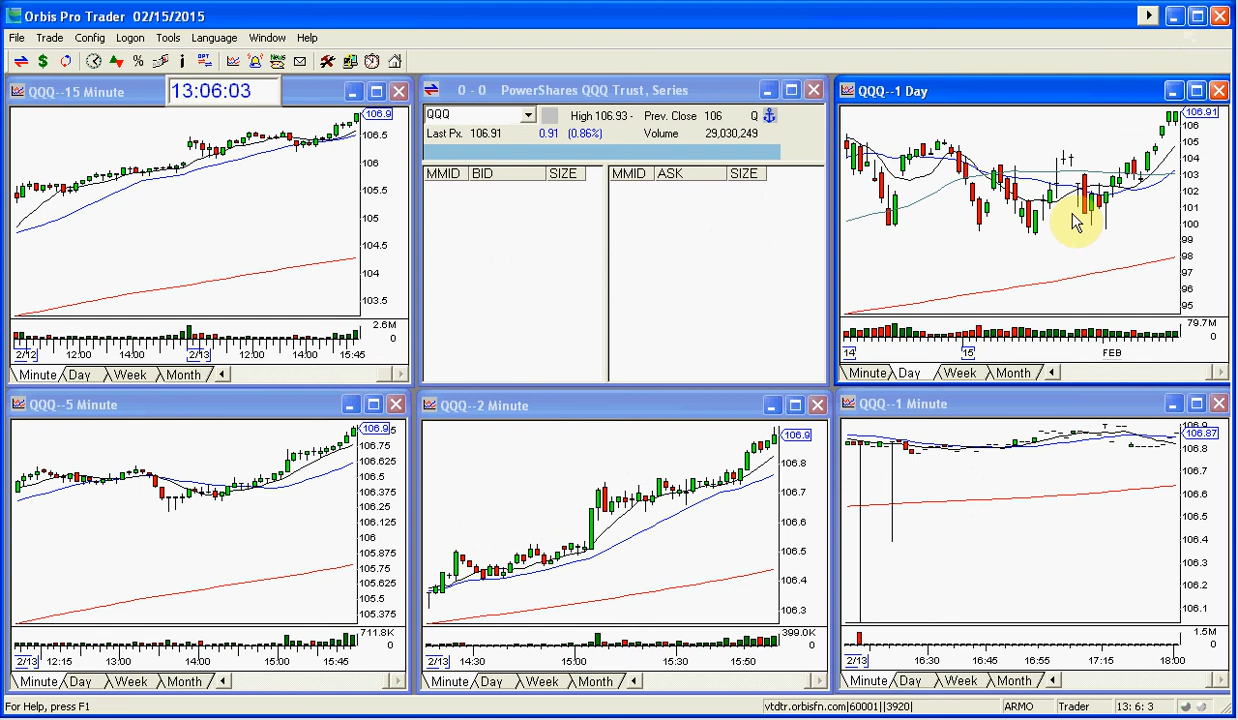 Orbis Pro Trader 02/15/2015
File Trade Config Logon Tools Language Window Help
QQQ--15 Minute
13:06:03
106.9
106.5
106
105.5
105
104.5
104
103.5
2.6M
0
2/12 12:00 14:00 2/13 12:00 14:00 15:45
Minute Day Week Month
0 - 0 PowerShares QQQ Trust, Series
QQQ High 106.93 - Prev. Close 106 Q
Last Px. 106.91 0.91 (0.86%) Volume 29,030,249
MMID BID SIZE MMID ASK SIZE
QQQ--1 Day
106.91
106
105
104
103
102
101
100
99
98
97
96
95
79.7M
0
14 15 FEB
Minute Day Week Month
QQQ--5 Minute
106.9
106.75
106.625
106.5
106.375
106.25
106.125
106
105.875
105.75
105.625
105.5
105.375
711.8K
0
2/13 12:15 13:00 14:00 15:00 15:45
Minute Day Week Month
QQQ--2 Minute
106.9
106.8
106.7
106.6
106.5
106.4
106.3
399.0K
0
2/13 14:30 15:00 15:30 15:50
Minute Day Week Month
QQQ--1 Minute
106.9
106.87
106.8
106.7
106.6
106.5
106.4
106.3
106.2
106.1
1.5M
0
2/13 16:30 16:45 16:55 17:15 18:00
Minute Day Week Month
For Help, press F1 vtdtr.orbisfn.com|60001||3920| ARMO Trader 13: 6: 3